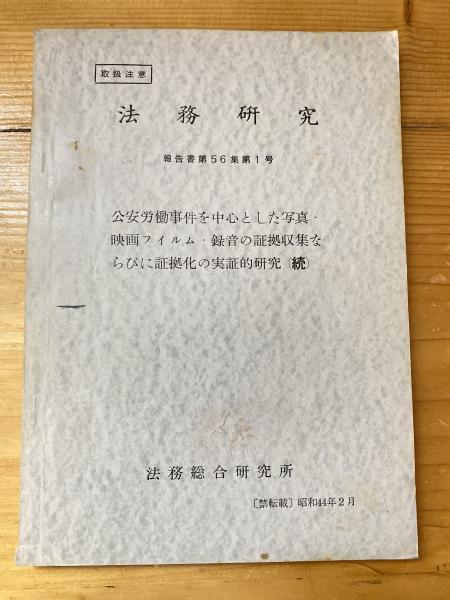 取扱注意
法務研究
報告書第56集第1号
公安労働事件を中心とした写真・
映画フイルム・録音の証拠収集な
らびに証拠化の実証的研究(続)
法務総合研究所
〔禁転載〕昭和44年2月